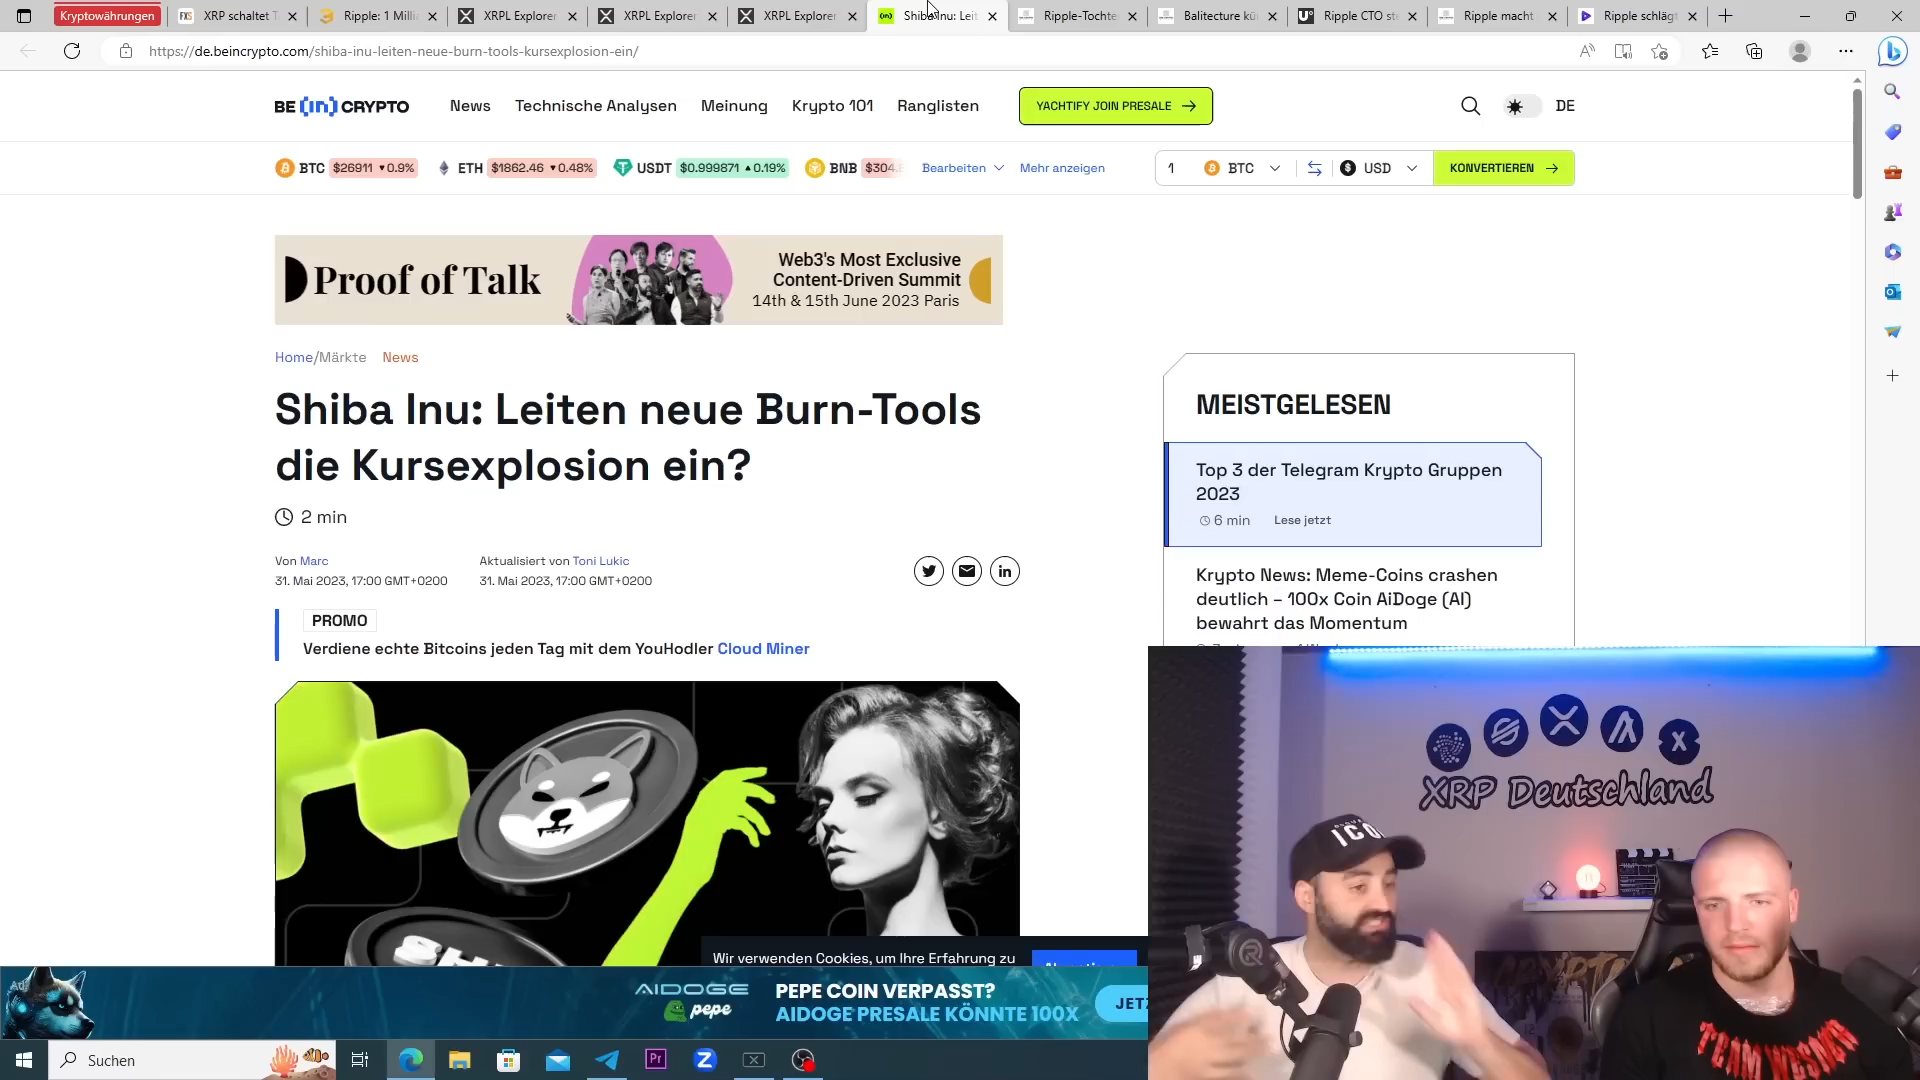 Kryptowährungen
XRP schaltet T
Ripple: 1 Milli
XRPL Explorer
XRPL Explorer
XRPL Explorer
Shiba Inu: Leit
Ripple-Tochte
Balitecture kü
Ripple CTO st
Ripple macht
Ripple schläg
https://de.beincrypto.com/shiba-inu-leiten-neue-burn-tools-kursexplosion-ein/
BE [in] CRYPTO
News
Technische Analysen
Meinung
Krypto 101
Ranglisten
YACHTIFY JOIN PRESALE →
DE
BTC $26911 ▾0.9%
ETH $1862.46 ▾0.48%
USDT $0.999871 ▴0.19%
BNB $304.
Bearbeiten
Mehr anzeigen
1 BTC
USD
KONVERTIEREN →
Proof of Talk
Web3's Most Exclusive
Content-Driven Summit
14th & 15th June 2023 Paris
Home/Märkte News
Shiba Inu: Leiten neue Burn-Tools
die Kursexplosion ein?
2 min
Von Marc
31. Mai 2023, 17:00 GMT+0200
Aktualisiert von Toni Lukic
31. Mai 2023, 17:00 GMT+0200
PROMO
Verdiene echte Bitcoins jeden Tag mit dem YouHodler Cloud Miner
MEISTGELESEN
Top 3 der Telegram Krypto Gruppen
2023
6 min Lese jetzt
Krypto News: Meme-Coins crashen
deutlich – 100x Coin AiDoge (AI)
bewahrt das Momentum
Wir verwenden Cookies, um Ihre Erfahrung zu
AIDOGE
pepe
PEPE COIN VERPASST?
AIDOGE PRESALE KÖNNTE 100X
JETZ
XRP Deutschland
ICON
TEAM
Suchen